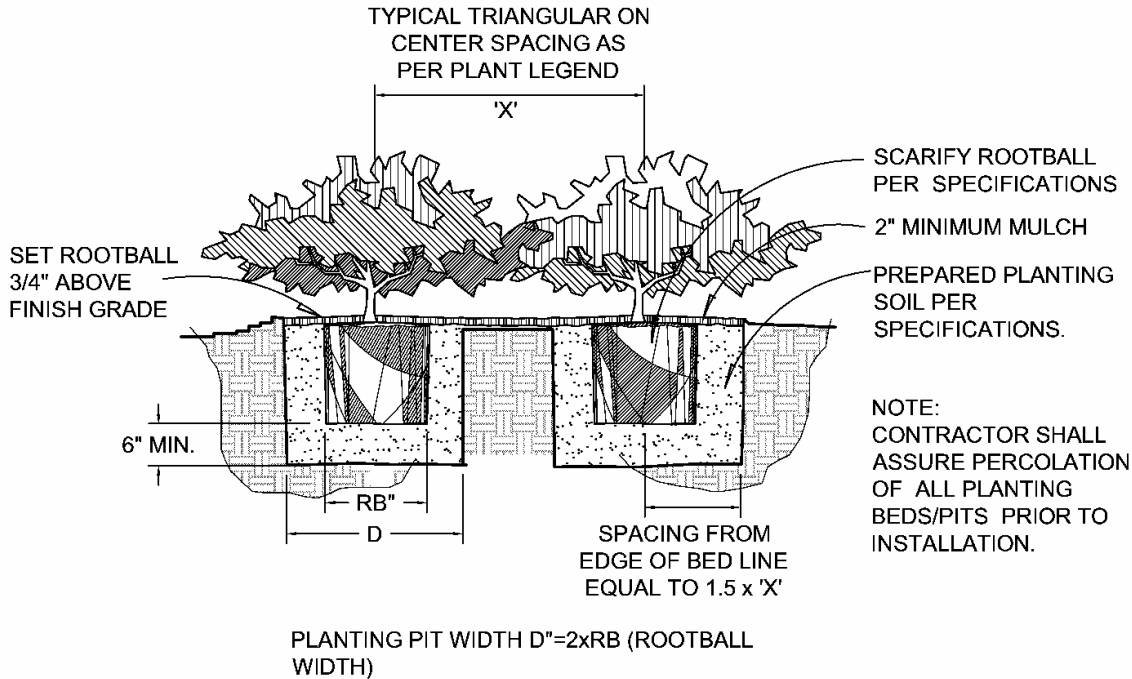 TYPICAL TRIANGULAR ON
CENTER SPACING AS
PER PLANT LEGEND
'X'
SCARIFY ROOTBALL
PER SPECIFICATIONS
2" MINIMUM MULCH
SET ROOTBALL
3/4" ABOVE
FINISH GRADE
PREPARED PLANTING
SOIL PER
SPECIFICATIONS.
6" MIN.
NOTE:
CONTRACTOR SHALL
ASSURE PERCOLATION
OF ALL PLANTING
BEDS/PITS PRIOR TO
INSTALLATION.
RB"
D
SPACING FROM
EDGE OF BED LINE
EQUAL TO 1.5 x 'X'
PLANTING PIT WIDTH D"=2xRB (ROOTBALL
WIDTH)